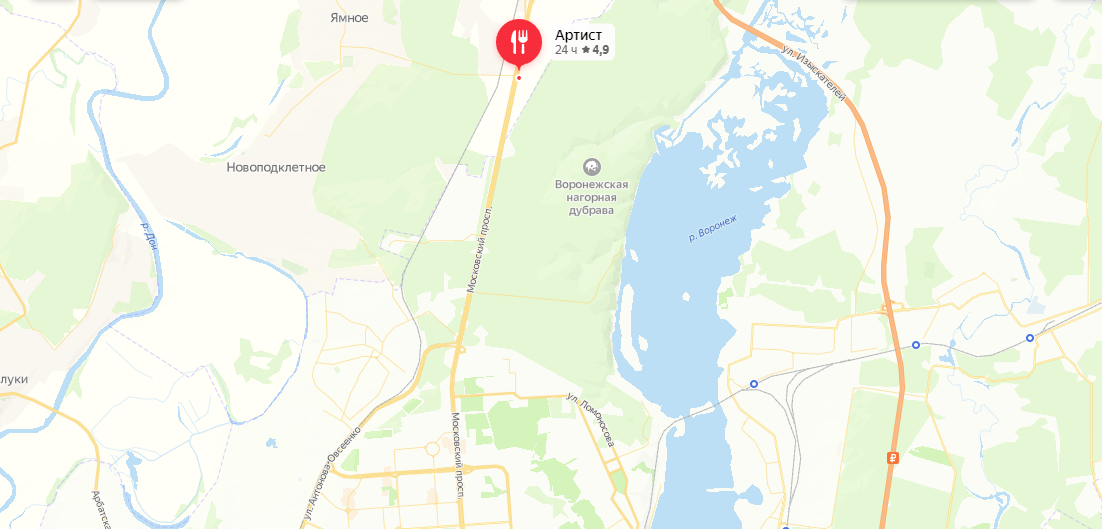 Ямное
Артист
24 ч ★ 4,9
ул. Изыскателей
Новоподклетное
Воронежская
нагорная
дубрава
р. Дон
Московский просп.
р. Воронеж
луки
ул. Ломоносова
Московский просп.
ул. Антонова-Овсеенко
Арбатска
₽